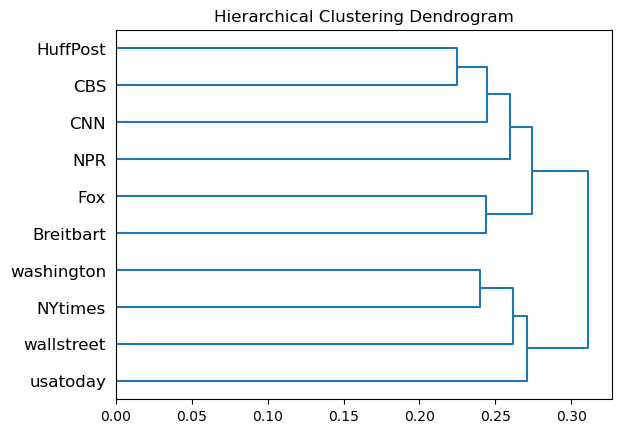 Hierarchical Clustering Dendrogram
HuffPost
CBS
CNN
NPR
Fox
Breitbart
washington
NYtimes
wallstreet
usatoday
0.00 0.05 0.10 0.15 0.20 0.25 0.30